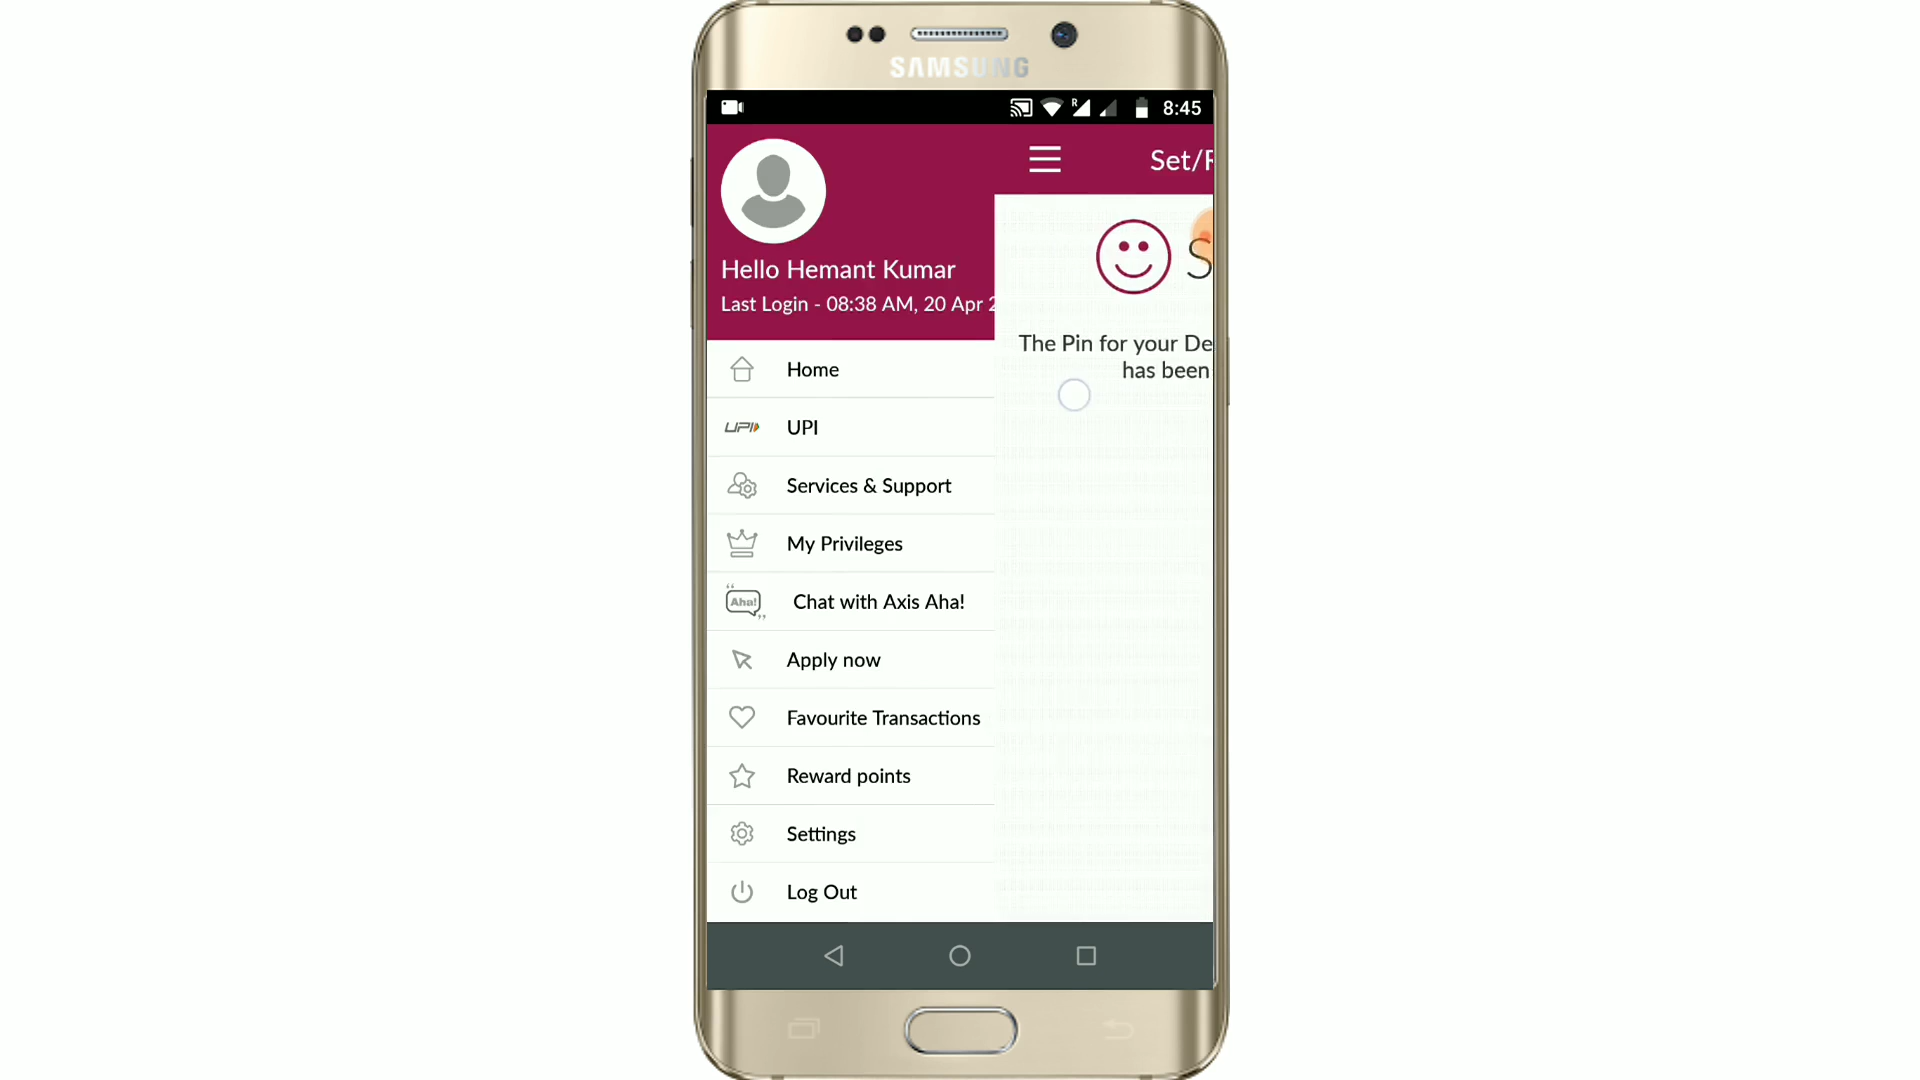 SAMSUNG
R
8:45
Set/
Hello Hemant Kumar
Last Login - 08:38 AM, 20 Apr
The Pin for your
has been
Home
UPI
UPI
Services & Support
My Privileges
Aha!
Chat with Axis Aha!
Apply now
Favourite Transactions
Reward points
Settings
Log Out